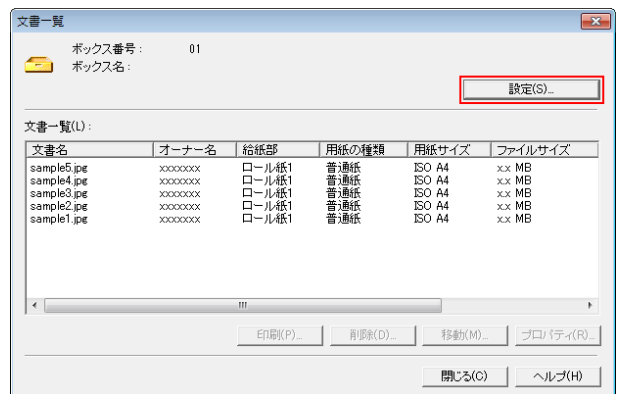 文書一覧
ボックス番号： 01
ボックス名：
設定(S)...
文書一覧(L)：
文書名 オーナー名 給紙部 用紙の種類 用紙サイズ ファイルサイズ
sample5.jpg xxxxxxx ロール紙1 普通紙 ISO A4 x.x MB
sample4.jpg xxxxxxx ロール紙1 普通紙 ISO A4 x.x MB
sample3.jpg xxxxxxx ロール紙1 普通紙 ISO A4 x.x MB
sample2.jpg xxxxxxx ロール紙1 普通紙 ISO A4 x.x MB
sample1.jpg xxxxxxx ロール紙1 普通紙 ISO A4 x.x MB
印刷(P)... 削除(D)... 移動(M)... プロパティ(R)...
閉じる(C) ヘルプ(H)